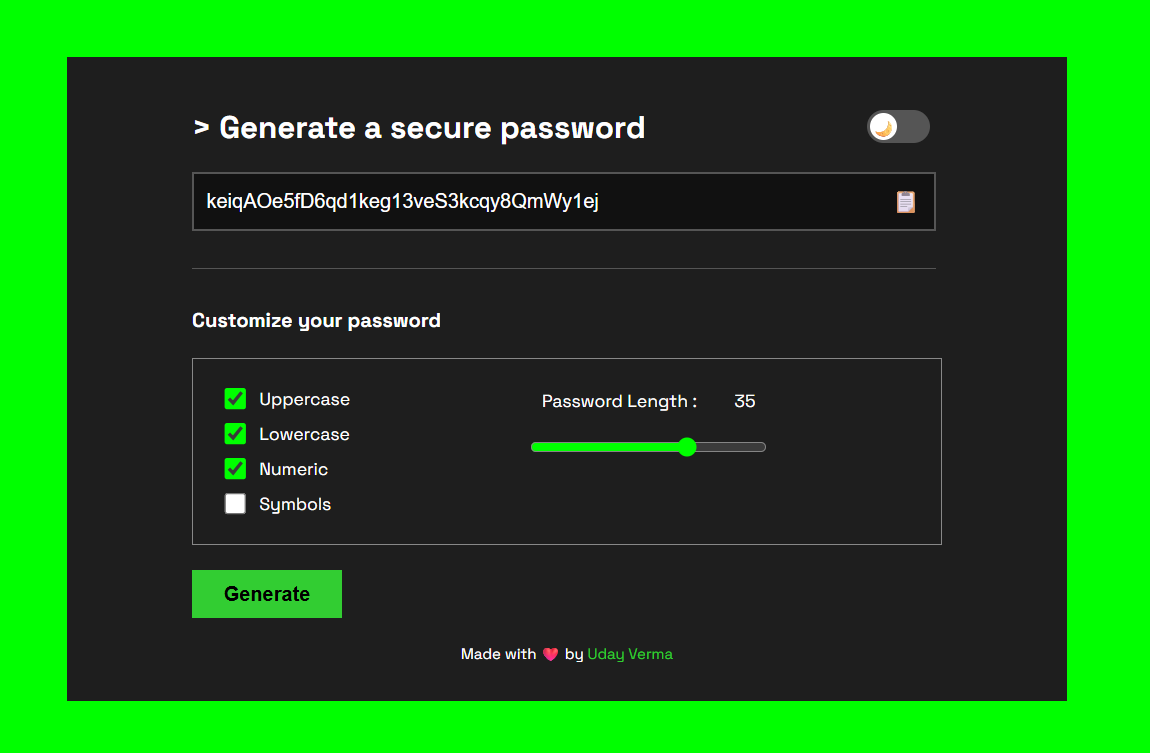 > Generate a secure password
keiqAOe5fD6qd1keg13veS3kcqy8QmWy1ej
Customize your password
Uppercase
Password Length : 35
Lowercase
Numeric
Symbols
Generate
Made with ❤️ by Uday Verma